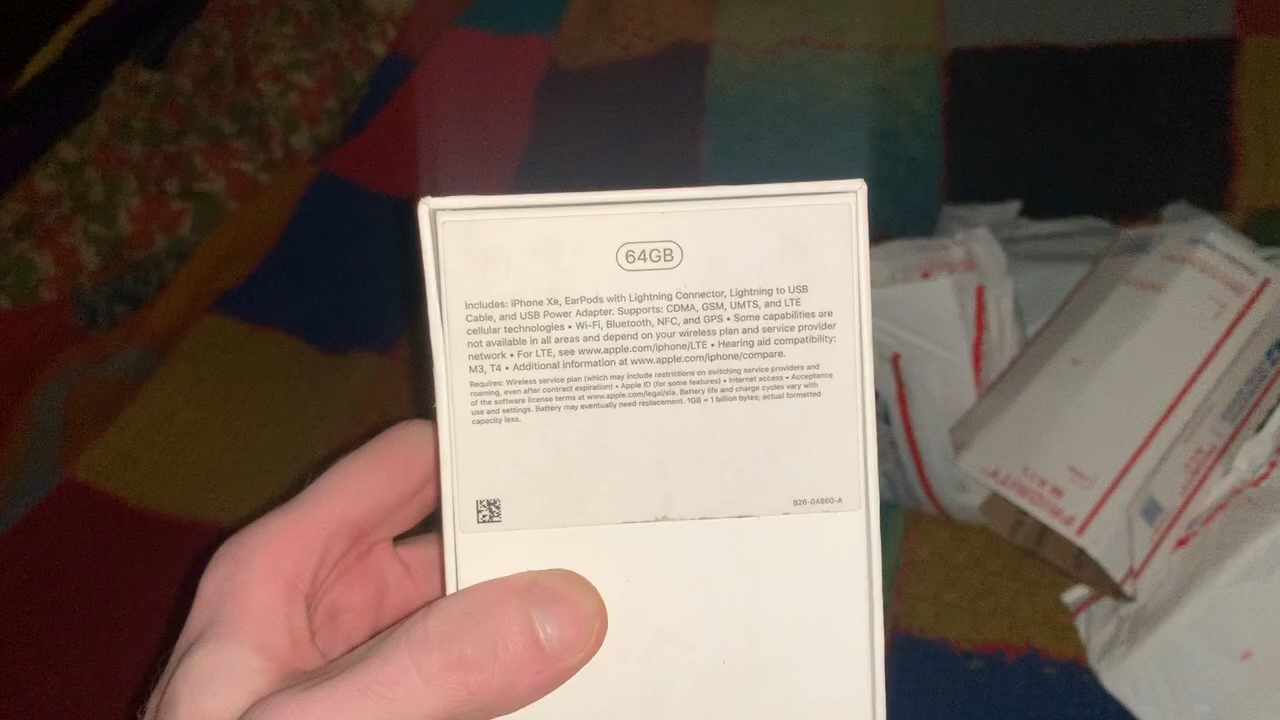 64GB
Includes: iPhone XR, EarPods with Lightning Connector, Lightning to USB
Cable, and USB Power Adapter. Supports: CDMA, GSM, UMTS, and LTE
cellular technologies • Wi-Fi, Bluetooth, NFC, and GPS • Some capabilities are
not available in all areas and depend on your wireless plan and service provider
network • For LTE, see www.apple.com/iphone/LTE • Hearing aid compatibility:
M3, T4 • Additional information at www.apple.com/iphone/compare.
Requires: Wireless service plan (which may include restrictions on switching service providers and
roaming, even after contract expiration) • Apple ID (for some features) • Internet access • Acceptance
of the software license terms at www.apple.com/legal/sla. Battery life and charge cycles vary with
use and settings. Battery may eventually need replacement. 1GB = 1 billion bytes; actual formatted
capacity less.
826-04860-A
PRIORITY
MAIL